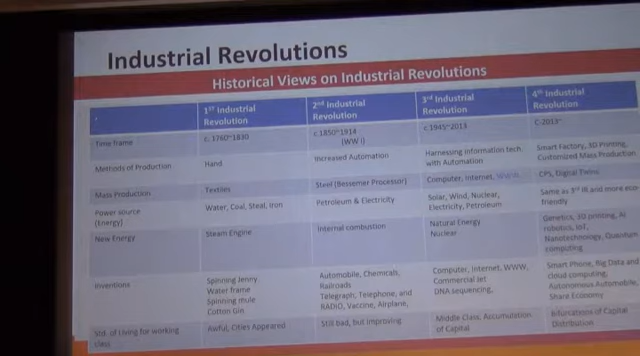 Industrial Revolutions
Historical Views on Industrial Revolutions
1st Industrial Revolution
2nd Industrial Revolution
3rd Industrial Revolution
4th Industrial Revolution
Time frame
c. 1760~1830
c.1850~1914
(WW I)
c.1945~2013
C-2013~
Methods of Production
Hand
Increased Automation
Harnessing information tech.
with Automation
Smart Factory, 3D Printing,
Customized Mass Production
Mass Production
Textiles
Steel (Bessemer Processor)
Computer, Internet, WWW
CPS, Digital Twins
Power source
(Energy)
Water, Coal, Steal, Iron
Petroleum & Electricity
Solar, Wind, Nuclear,
Electricity, Petroleum
Same as 3rd IR and more eco
friendly
New Energy
Steam Engine
Internal combustion
Natural Energy
Nuclear
Genetics, 3D printing, AI
robotics, IoT,
Nanotechnology, Quantum
computing
Inventions
Spinning Jenny
Water frame
Spinning mule
Cotton Gin
Automobile, Chemicals,
Railroads
Telegraph, Telephone, and
RADIO, Vaccine, Airplane,
Computer, Internet, WWW,
Commercial Jet
DNA sequencing,
Smart Phone, Big Data and
cloud computing,
Autonomous Automobile,
Share Economy
Std. of Living for working
class
Awful, Cities Appeared
Still bad, but improving
Middle Class, Accumulation
of Capital
Bifurcations of Capital
Distribution